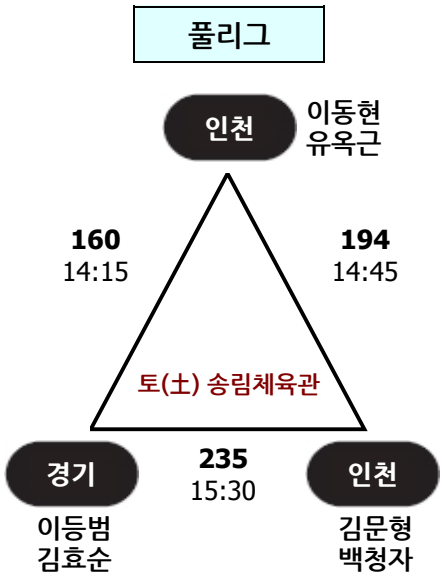 풀리그
인천
이동현
유옥근
160
14:15
194
14:45
토(土) 송림체육관
경기
235
15:30
인천
이등범
김효순
김문형
백청자